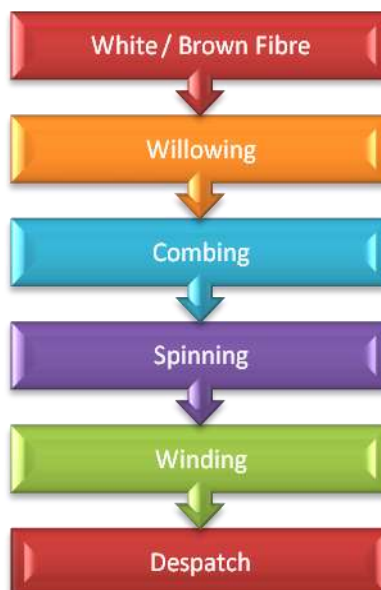 White / Brown Fibre
Willowing
Combing
Spinning
Winding
Despatch